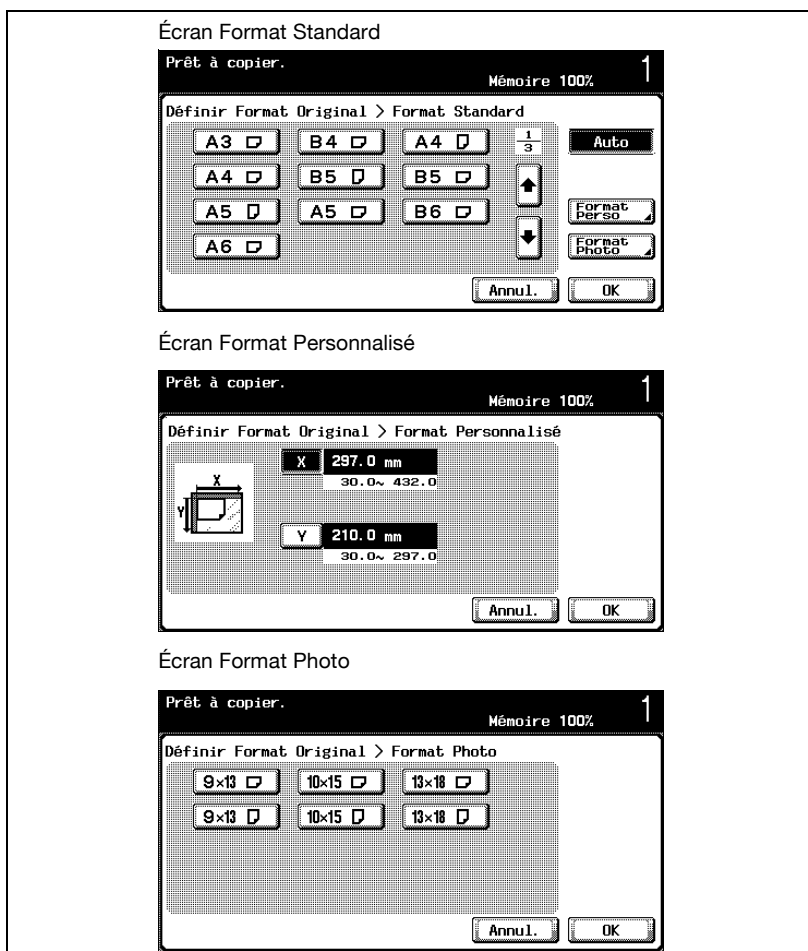 Écran Format Standard
Prêt à copier.
Mémoire 100%
1
Définir Format Original > Format Standard
A3 B4 A4 1/3 Auto
A4 B5 B5
A5 A5 B6 Format Perso
A6 Format Photo
Annul. OK
Écran Format Personnalisé
Prêt à copier.
Mémoire 100%
1
Définir Format Original > Format Personnalisé
X 297.0 mm
30.0~ 432.0
X
Y
Y 210.0 mm
30.0~ 297.0
Annul. OK
Écran Format Photo
Prêt à copier.
Mémoire 100%
1
Définir Format Original > Format Photo
9×13 10×15 13×18
9×13 10×15 13×18
Annul. OK